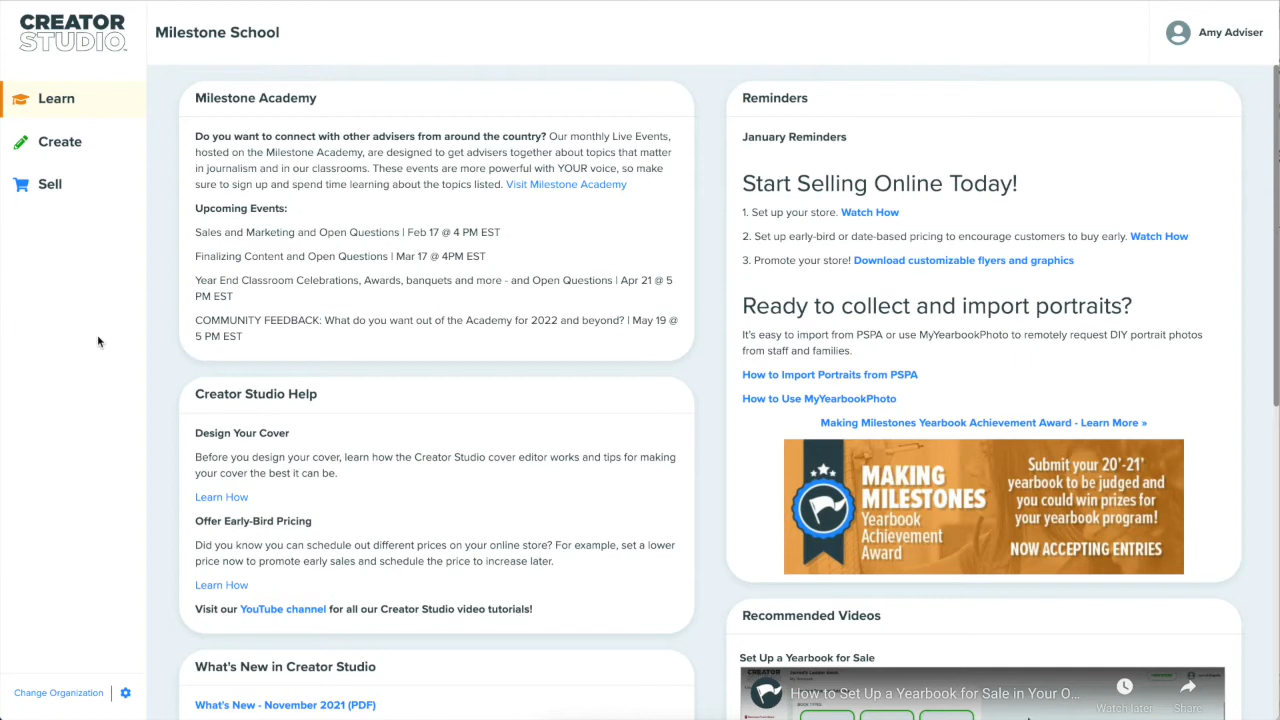 CREATOR
STUDIO
Milestone School
Amy Adviser
Learn
Create
Sell
Change Organization
Milestone Academy
Do you want to connect with other advisers from around the country? Our monthly Live Events,
hosted on the Milestone Academy, are designed to get advisers together about topics that matter
in journalism and in our classrooms. These events are more powerful with YOUR voice, so make
sure to sign up and spend time learning about the topics listed. Visit Milestone Academy
Upcoming Events:
Sales and Marketing and Open Questions | Feb 17 @ 4 PM EST
Finalizing Content and Open Questions | Mar 17 @ 4PM EST
Year End Classroom Celebrations, Awards, banquets and more - and Open Questions | Apr 21 @ 5
PM EST
COMMUNITY FEEDBACK: What do you want out of the Academy for 2022 and beyond? | May 19 @
5 PM EST
Creator Studio Help
Design Your Cover
Before you design your cover, learn how the Creator Studio cover editor works and tips for making
your cover the best it can be.
Learn How
Offer Early-Bird Pricing
Did you know you can schedule out different prices on your online store? For example, set a lower
price now to promote early sales and schedule the price to increase later.
Learn How
Visit our YouTube channel for all our Creator Studio video tutorials!
What's New in Creator Studio
What's New - November 2021 (PDF)
Reminders
January Reminders
Start Selling Online Today!
1. Set up your store. Watch How
2. Set up early-bird or date-based pricing to encourage customers to buy early. Watch How
3. Promote your store! Download customizable flyers and graphics
Ready to collect and import portraits?
It's easy to import from PSPA or use MyYearbookPhoto to remotely request DIY portrait photos
from staff and families.
How to Import Portraits from PSPA
How to Use MyYearbookPhoto
Making Milestones Yearbook Achievement Award - Learn More »
MAKING
MILESTONES
Yearbook
Achievement
Award
Submit your 20'-21'
yearbook to be judged and
you could win prizes for
your yearbook program!
NOW ACCEPTING ENTRIES
Recommended Videos
Set Up a Yearbook for Sale
How to Set Up a Yearbook for Sale in Your O...
Watch later
Share